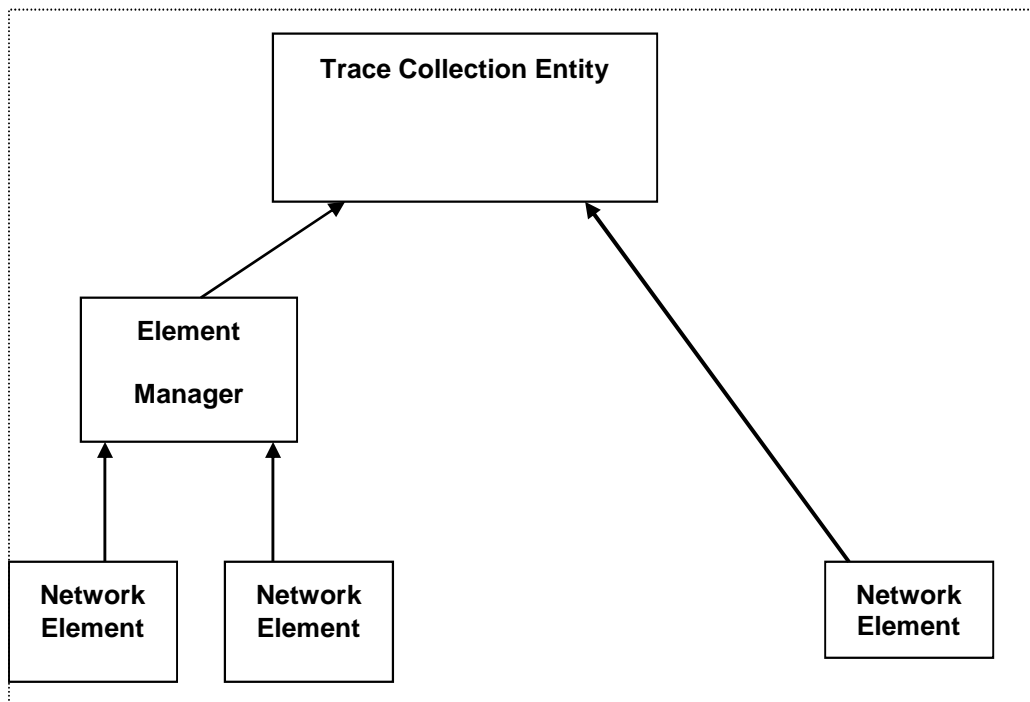 Trace Collection Entity
Element
Manager
Network
Element
Network
Element
Network
Element